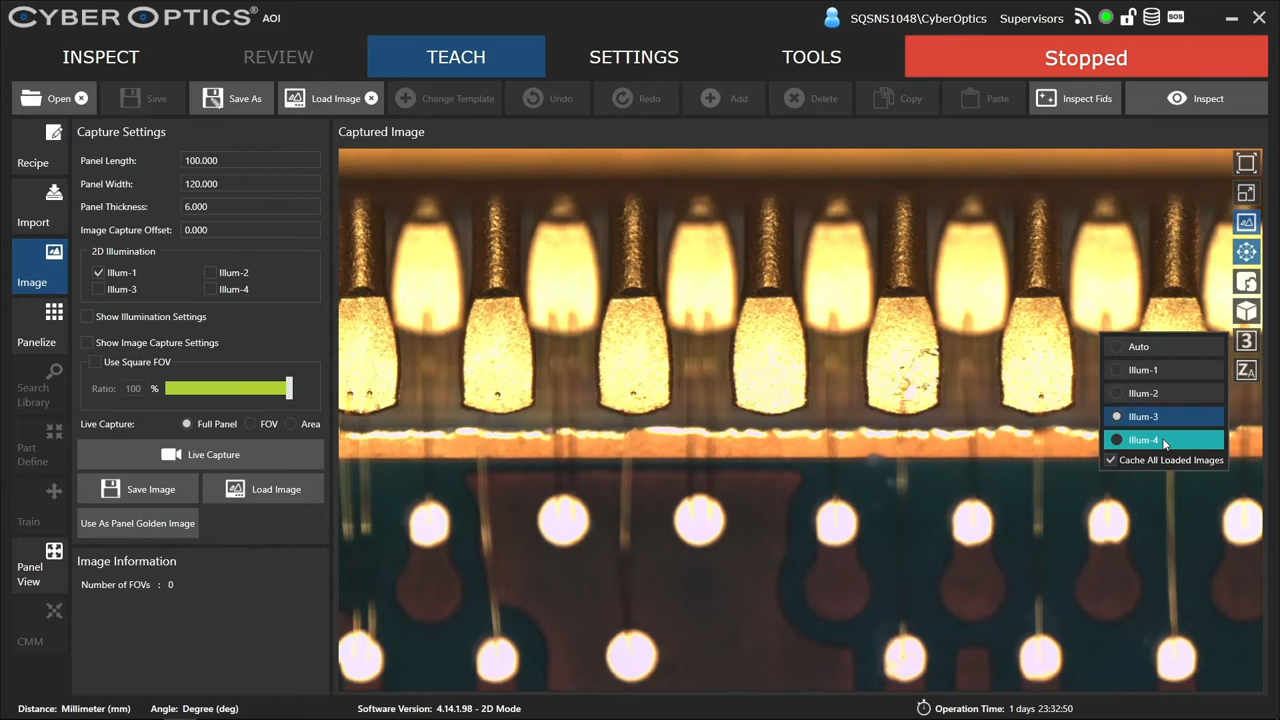 CYBER OPTICS® AOI
SQSNS1048\CyberOptics Supervisors SOS
INSPECT REVIEW TEACH SETTINGS TOOLS Stopped
Open Save Save As Load Image Change Template Undo Redo Add Delete Copy Paste Inspect Fids Inspect
Recipe
Import
Image
Panelize
Search
Library
Part
Define
Train
Panel
View
CMM
Capture Settings
Panel Length: 100.000
Panel Width: 120.000
Panel Thickness: 6.000
Image Capture Offset: 0.000
2D Illumination
Illum-1 Illum-2
Illum-3 Illum-4
Show Illumination Settings
Show Image Capture Settings
Use Square FOV
Ratio: 100 %
Live Capture: Full Panel FOV Area
Live Capture
Save Image Load Image
Use As Panel Golden Image
Image Information
Number of FOVs : 0
Captured Image
3
ZA
Auto
Illum-1
Illum-2
Illum-3
Illum-4
Cache All Loaded Images
Distance: Millimeter (mm) Angle: Degree (deg) Software Version: 4.14.1.98 - 2D Mode Operation Time: 1 days 23:32:50